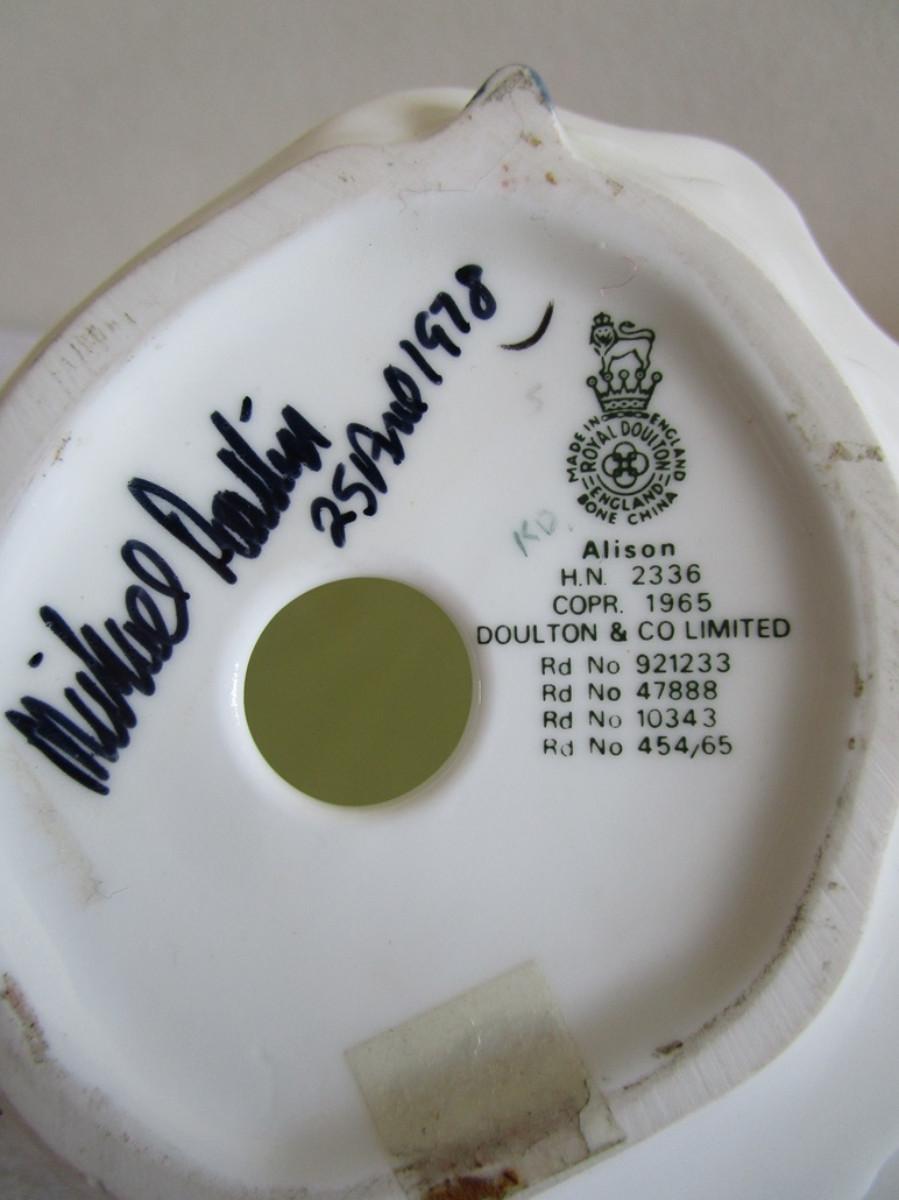 Michael Doulton
25 April 1978
MADE IN ENGLAND
ROYAL DOULTON
ENGLAND
BONE CHINA
Alison
H.N. 2336
COPR. 1965
DOULTON & CO LIMITED
Rd No 921233
Rd No 47888
Rd No 10343
Rd No 454/65